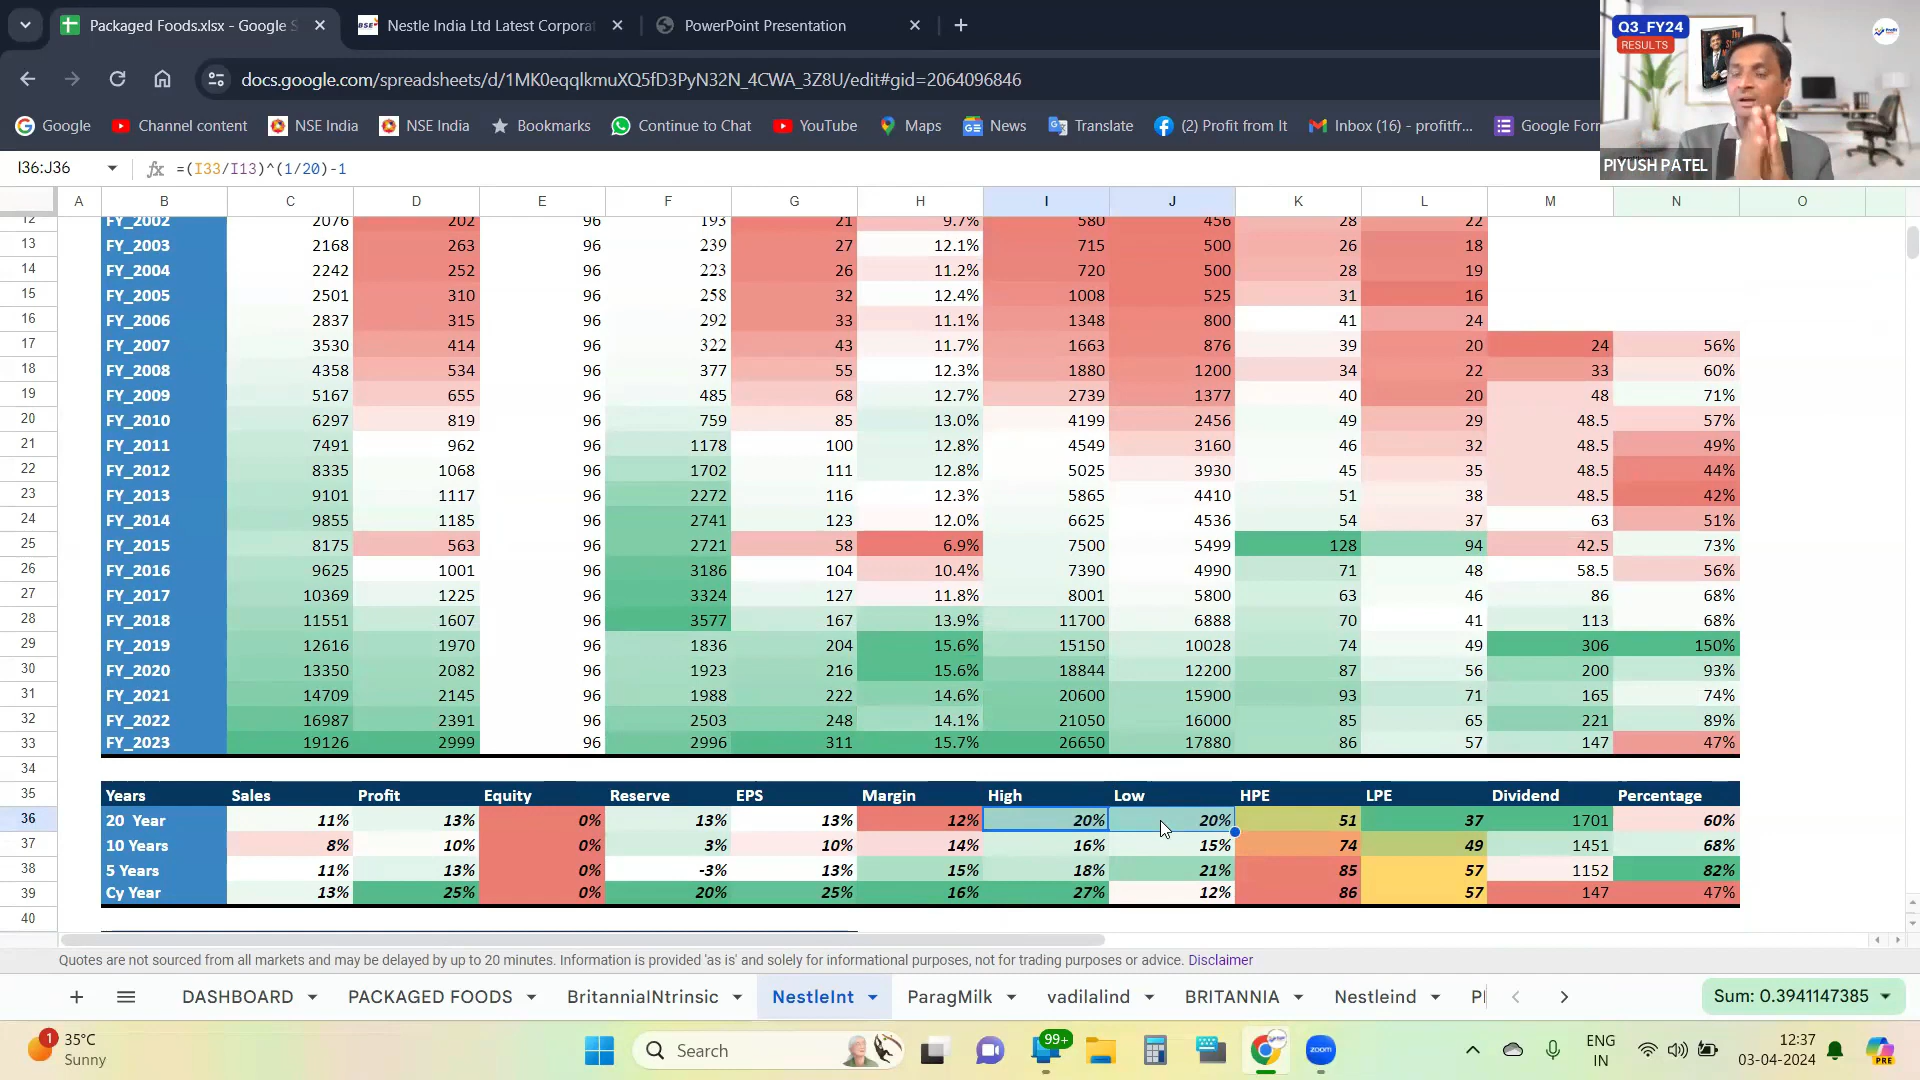 Packaged Foods.xlsx - Google S
BSE Nestle India Ltd Latest Corporat
PowerPoint Presentation
docs.google.com/spreadsheets/d/1MK0eqqlkmuXQ5fD3PyN32N_4CWA_3Z8U/edit#gid=2064096846
Google Channel content NSE India NSE India Bookmarks Continue to Chat YouTube Maps News Translate (2) Profit from It Inbox (16) - profitfr... Google Forn
Q3_FY24
RESULTS
PIYUSH PATEL
I36:J36 fx =(I33/I13)^(1/20)-1
A B C D E F G H I J K L M N O
12 FY_2002 2076 202 96 193 21 9.7% 580 456 28 22
13 FY_2003 2168 263 96 239 27 12.1% 715 500 26 18
14 FY_2004 2242 252 96 223 26 11.2% 720 500 28 19
15 FY_2005 2501 310 96 258 32 12.4% 1008 525 31 16
16 FY_2006 2837 315 96 292 33 11.1% 1348 800 41 24
17 FY_2007 3530 414 96 322 43 11.7% 1663 876 39 20 24 56%
18 FY_2008 4358 534 96 377 55 12.3% 1880 1200 34 22 33 60%
19 FY_2009 5167 655 96 485 68 12.7% 2739 1377 40 20 48 71%
20 FY_2010 6297 819 96 759 85 13.0% 4199 2456 49 29 48.5 57%
21 FY_2011 7491 962 96 1178 100 12.8% 4549 3160 46 32 48.5 49%
22 FY_2012 8335 1068 96 1702 111 12.8% 5025 3930 45 35 48.5 44%
23 FY_2013 9101 1117 96 2272 116 12.3% 5865 4410 51 38 48.5 42%
24 FY_2014 9855 1185 96 2741 123 12.0% 6625 4536 54 37 63 51%
25 FY_2015 8175 563 96 2721 58 6.9% 7500 5499 128 94 42.5 73%
26 FY_2016 9625 1001 96 3186 104 10.4% 7390 4990 71 48 58.5 56%
27 FY_2017 10369 1225 96 3324 127 11.8% 8001 5800 63 46 86 68%
28 FY_2018 11551 1607 96 3577 167 13.9% 11700 6888 70 41 113 68%
29 FY_2019 12616 1970 96 1836 204 15.6% 15150 10028 74 49 306 150%
30 FY_2020 13350 2082 96 1923 216 15.6% 18844 12200 87 56 200 93%
31 FY_2021 14709 2145 96 1988 222 14.6% 20600 15900 93 71 165 74%
32 FY_2022 16987 2391 96 2503 248 14.1% 21050 16000 85 65 221 89%
33 FY_2023 19126 2999 96 2996 311 15.7% 26650 17880 86 57 147 47%
34
35 Years Sales Profit Equity Reserve EPS Margin High Low HPE LPE Dividend Percentage
36 20 Year 11% 13% 0% 13% 13% 12% 20% 20% 51 37 1701 60%
37 10 Years 8% 10% 0% 3% 10% 14% 16% 15% 74 49 1451 68%
38 5 Years 11% 13% 0% -3% 13% 15% 18% 21% 85 57 1152 82%
39 Cy Year 13% 25% 0% 20% 25% 16% 27% 12% 86 57 147 47%
40
Quotes are not sourced from all markets and may be delayed by up to 20 minutes. Information is provided 'as is' and solely for informational purposes, not for trading purposes or advice. Disclaimer
DASHBOARD PACKAGED FOODS BritanniaINtrinsic NestleInt ParagMilk vadilalind BRITANNIA Nestleind Sum: 0.3941147385
1 35°C
Sunny
Search
99+
zoom
ENG
IN
12:37
03-04-2024
PRE